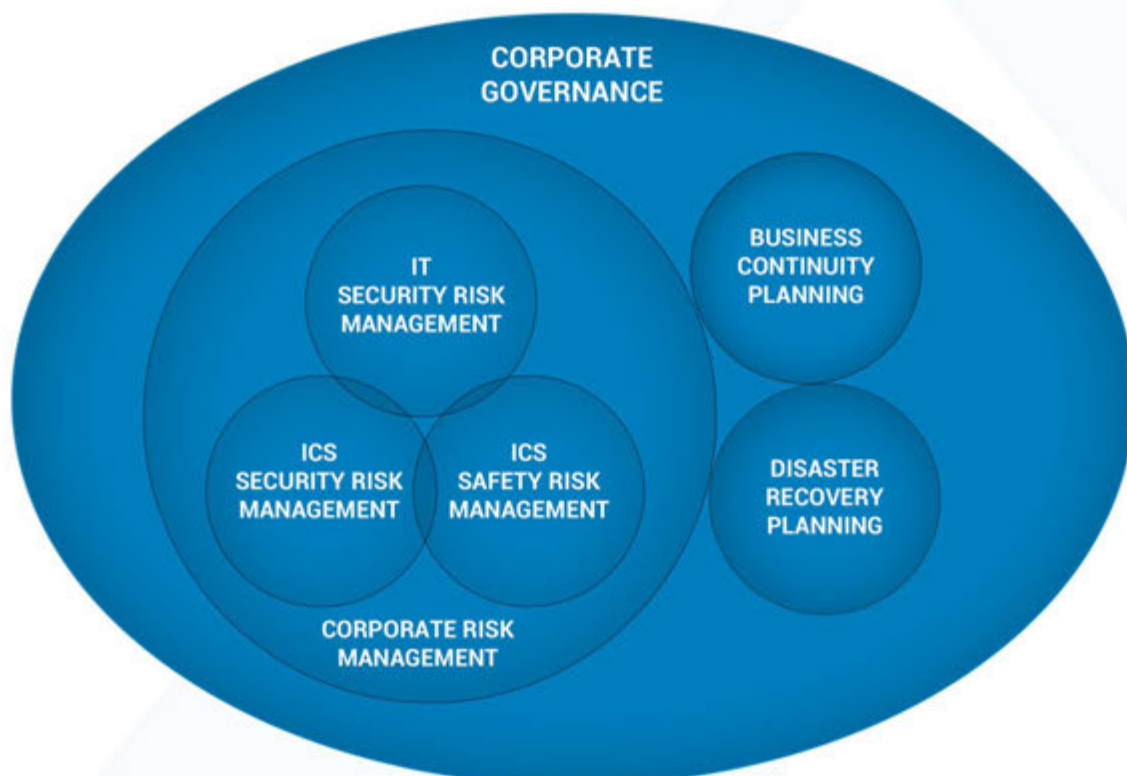 CORPORATE
GOVERNANCE
IT
SECURITY RISK
MANAGEMENT
BUSINESS
CONTINUITY
PLANNING
ICS
SECURITY RISK
MANAGEMENT
ICS
SAFETY RISK
MANAGEMENT
DISASTER
RECOVERY
PLANNING
CORPORATE RISK
MANAGEMENT